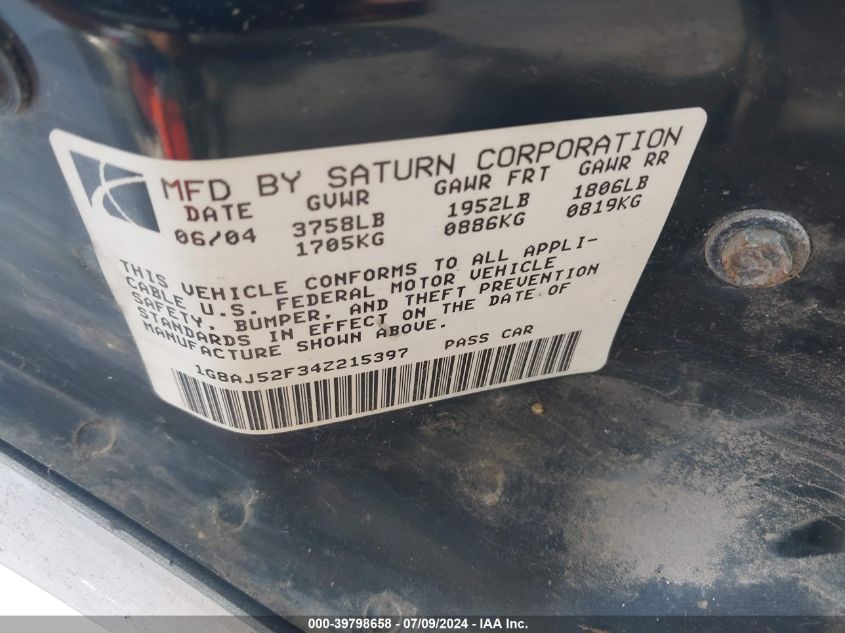 MFD BY SATURN CORPORATION
DATE GVWR GAWR FRT GAWR RR
06/04 3758LB 1952LB 1806LB
1705KG 0886KG 0819KG
THIS VEHICLE CONFORMS TO ALL APPLI-
CABLE U.S. FEDERAL MOTOR VEHICLE
SAFETY, BUMPER, AND THEFT PREVENTION
STANDARDS IN EFFECT ON THE DATE OF
MANUFACTURE SHOWN ABOVE.
1G8AJ52F34Z215397 PASS CAR
000-39798658 - 07/09/2024 - IAA Inc.